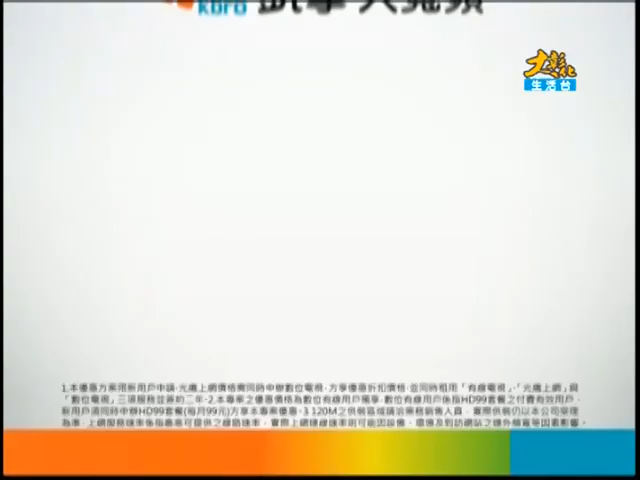 kbro 凱擘大寬頻
大彰化
生活台
1.本優惠方案限新用戶申請,光纖上網價格需同時申辦數位電視,方享優惠折扣價格,並同時租用「有線電視」、「光纖上網」與
「數位電視」三項服務並簽約二年。2.本專案之優惠價格為數位有線用戶獨享,數位有線用戶係指HD99套餐之付費有效用戶,
新用戶須同時申辦HD99套餐(每月99元)方享本專案優惠。3.120M之供裝區域請洽業務銷售人員,實際供裝仍以本公司受理
為準,上網服務速率係指最高可提供之線路速率,實際上網連線速率則可能因設備、環境及到訪網站之連外頻寬等因素影響。